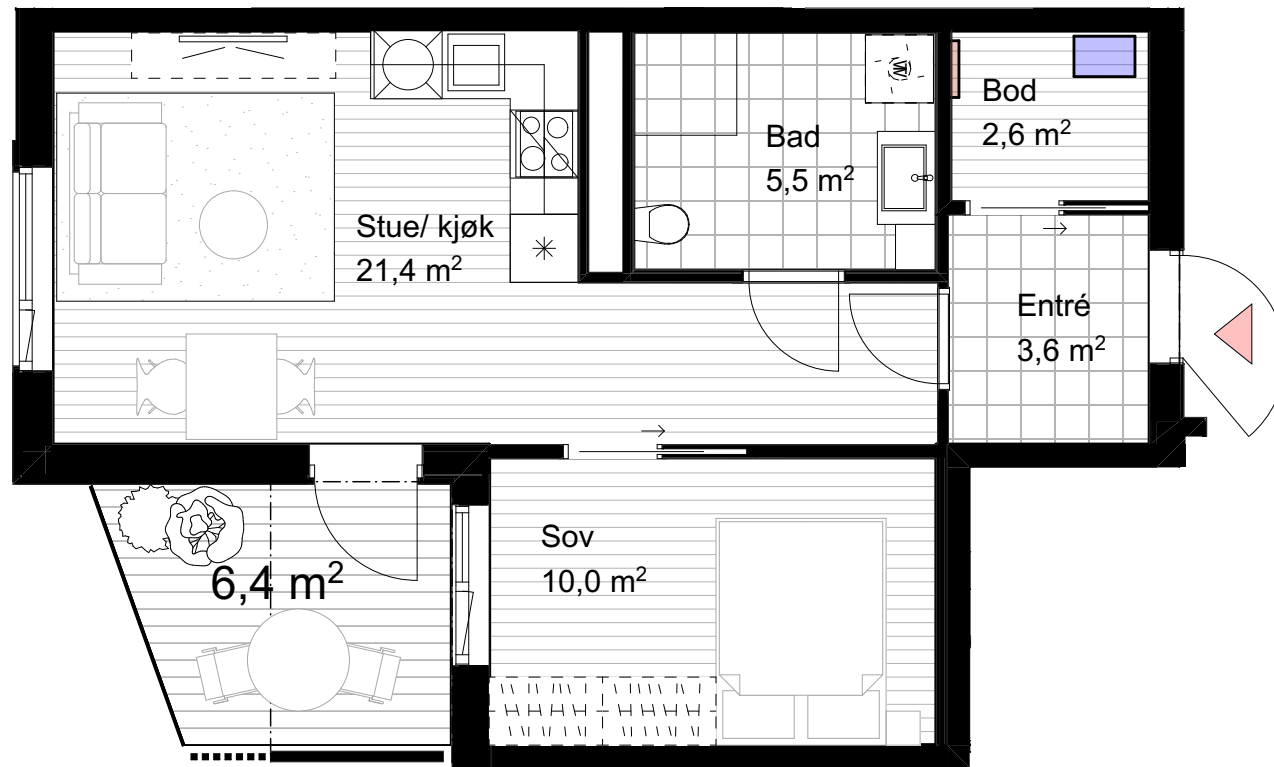 Bod
2,6 m²
Bad
5,5 m²
Stue/ kjøk
21,4 m²
Entré
3,6 m²
Sov
10,0 m²
6,4 m²